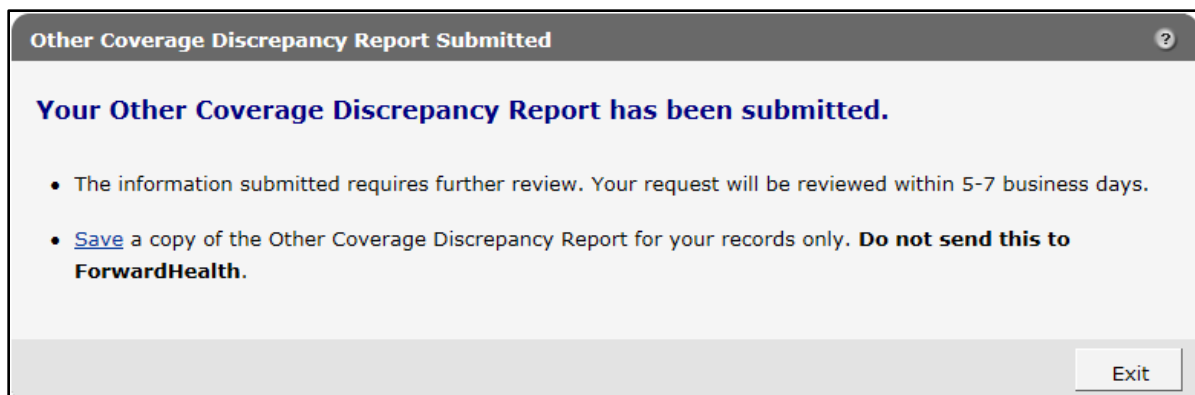 Other Coverage Discrepancy Report Submitted ?
Your Other Coverage Discrepancy Report has been submitted.
• The information submitted requires further review. Your request will be reviewed within 5-7 business days.
• Save a copy of the Other Coverage Discrepancy Report for your records only. Do not send this to
ForwardHealth.
Exit